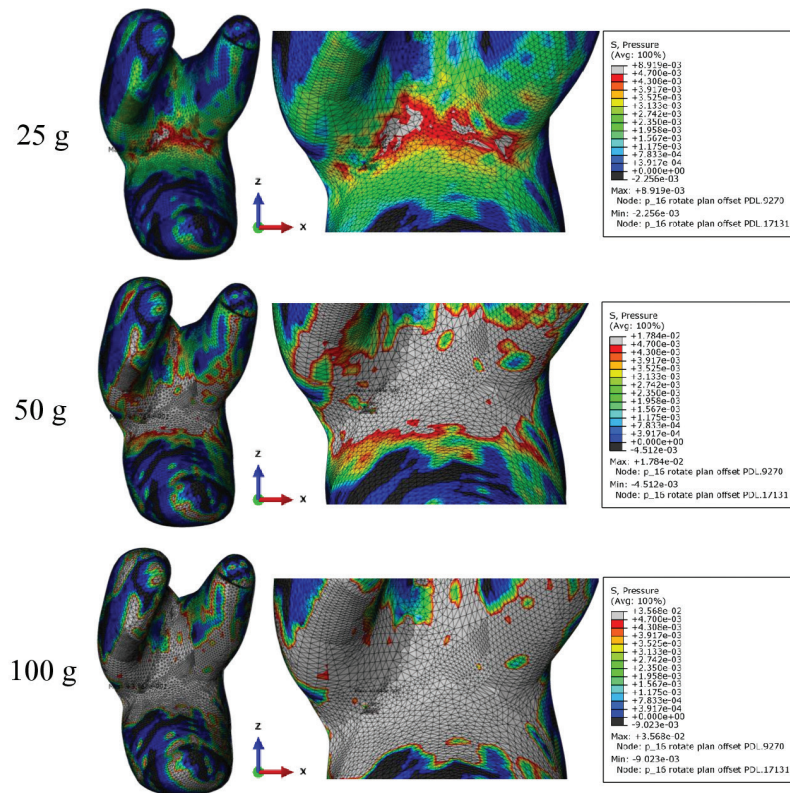 25 g
Z
X
S, Pressure
(Avg: 100%)
+8.919e-03
+4.700e-03
+4.308e-03
+3.917e-03
+3.525e-03
+3.133e-03
+2.742e-03
+2.350e-03
+1.958e-03
+1.567e-03
+1.175e-03
+7.833e-04
+3.917e-04
+0.000e+00
-2.256e-03
Max: +8.919e-03
Node: p_16 rotate plan offset PDL.9270
Min: -2.256e-03
Node: p_16 rotate plan offset PDL.17131
50 g
Z
X
S, Pressure
(Avg: 100%)
+1.784e-02
+4.700e-03
+4.308e-03
+3.917e-03
+3.525e-03
+3.133e-03
+2.742e-03
+2.350e-03
+1.958e-03
+1.567e-03
+1.175e-03
+7.833e-04
+3.917e-04
+0.000e+00
-4.512e-03
Max: +1.784e-02
Node: p_16 rotate plan offset PDL.9270
Min: -4.512e-03
Node: p_16 rotate plan offset PDL.17131
100 g
Z
X
S, Pressure
(Avg: 100%)
+3.568e-02
+4.700e-03
+4.308e-03
+3.917e-03
+3.525e-03
+3.133e-03
+2.742e-03
+2.350e-03
+1.958e-03
+1.567e-03
+1.175e-03
+7.833e-04
+3.917e-04
+0.000e+00
-9.023e-03
Max: +3.568e-02
Node: p_16 rotate plan offset PDL.9270
Min: -9.023e-03
Node: p_16 rotate plan offset PDL.17131